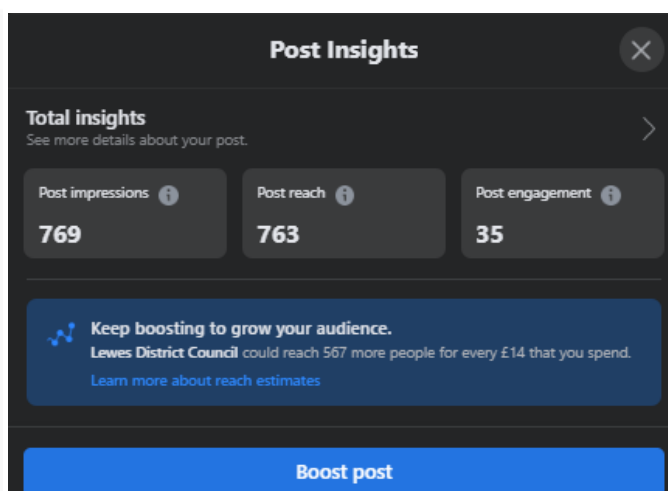 Post Insights
Total insights
See more details about your post.
Post impressions
Post reach
Post engagement
769
763
35
Keep boosting to grow your audience.
Lewes District Council could reach 567 more people for every £14 that you spend.
Learn more about reach estimates
Boost post